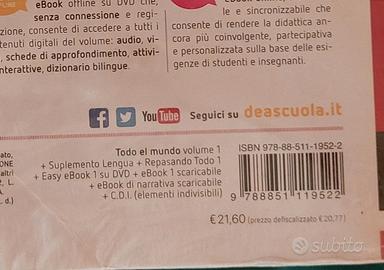 eBook offline su DVD che,
senza connessione e regi-
zione, consente di accedere a tutti i
tenuti digitali del volume: audio, vi-
, schede di approfondimento, attivi-
nterattive, dizionario bilingue.
le e sincronizzabile che
consente di rendere la didattica an-
cora più coinvolgente, partecipativa
e personalizzata sulla base delle esi-
genze di studenti e insegnanti.
f You Tube Seguici su deascuola.it
Todo el mundo volume 1
+ Suplemento Lengua + Repasando Todo 1
+ Easy eBook 1 su DVD + eBook 1 scaricabile
+ eBook di narrativa scaricabile
+ C.D.I. (elementi indivisibili)
ISBN 978-88-511-1952-2
9 788851 119522
€ 21,60 (prezzo defiscalizzato € 20,77)
subito